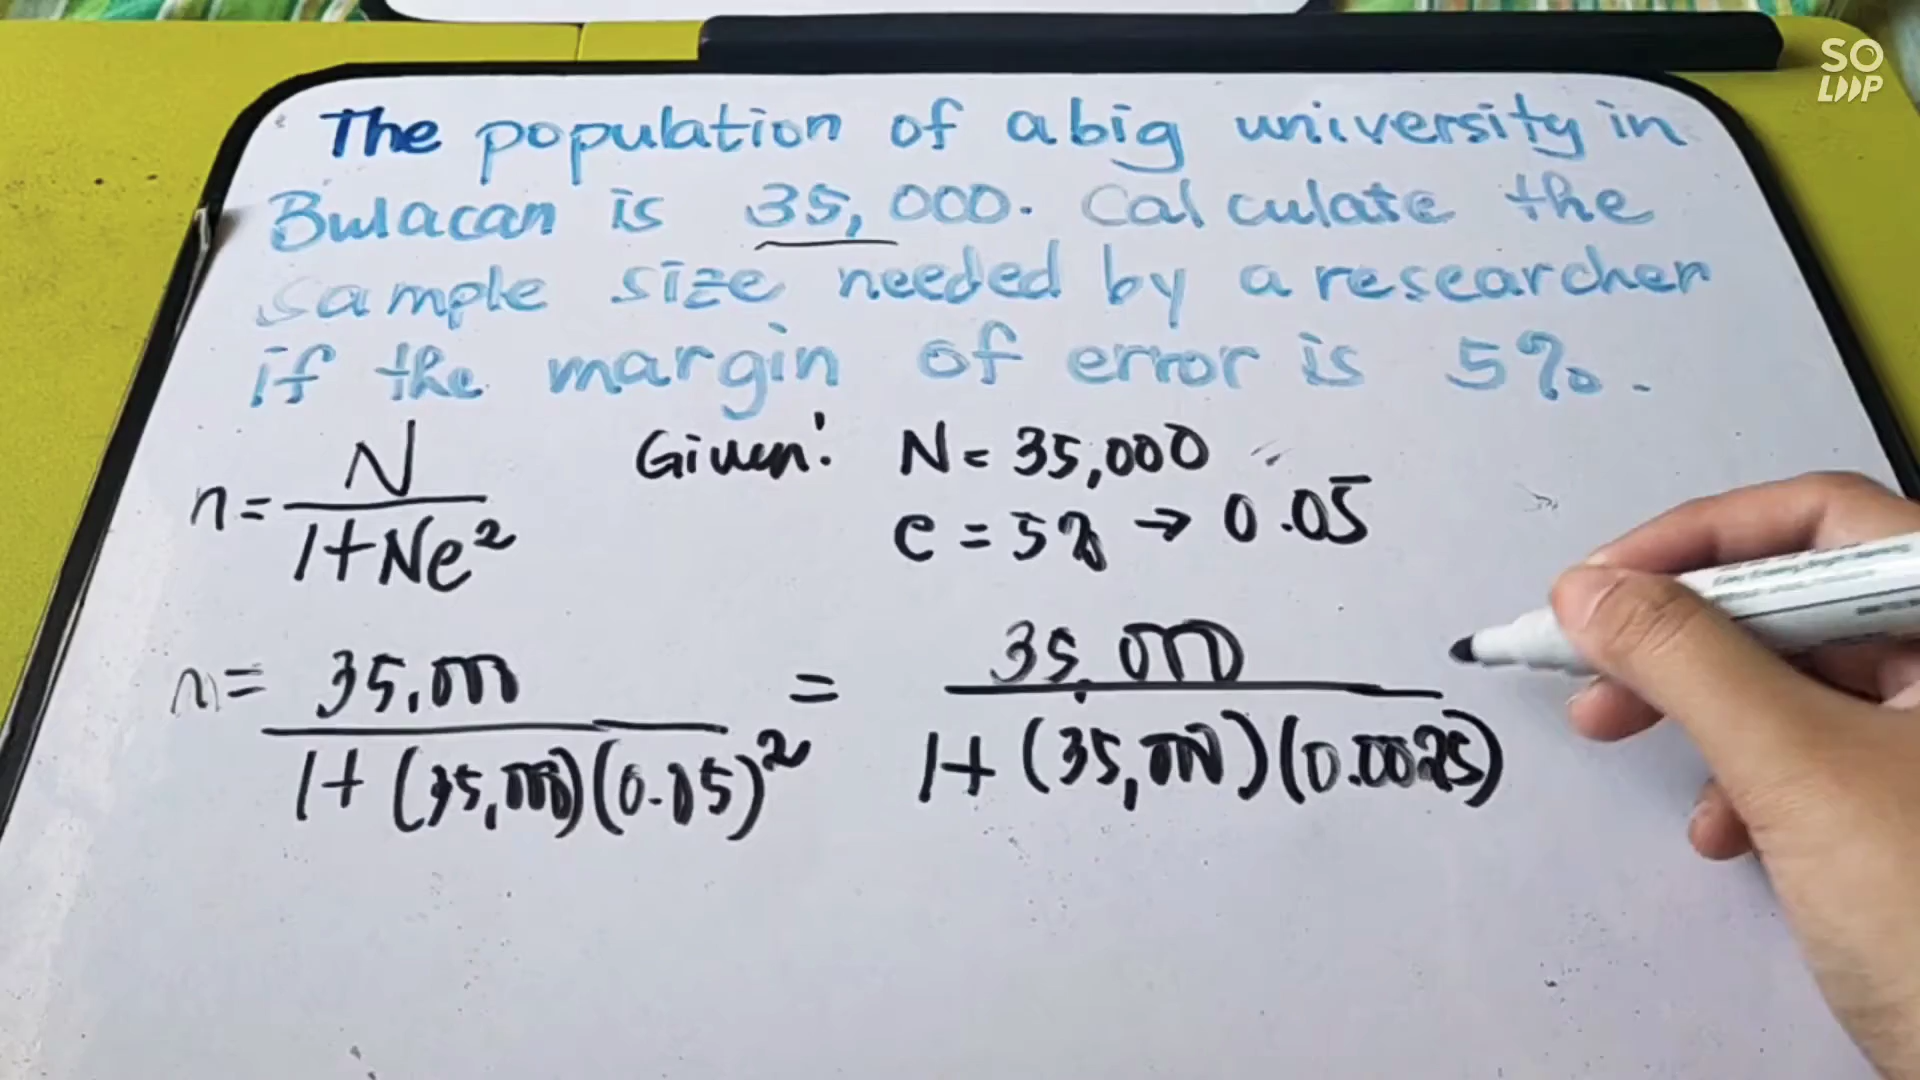 SO
LOOP
The population of a big university in
Bulacan is 35,000. Calculate the
sample size needed by a researcher
if the margin of error is 5%.
n = N / 1+Ne²
Given: N = 35,000
e = 5% → 0.05
n = 35,000 / 1+(35,000)(0.05)² = 35,000 / 1+(35,000)(0.0025)